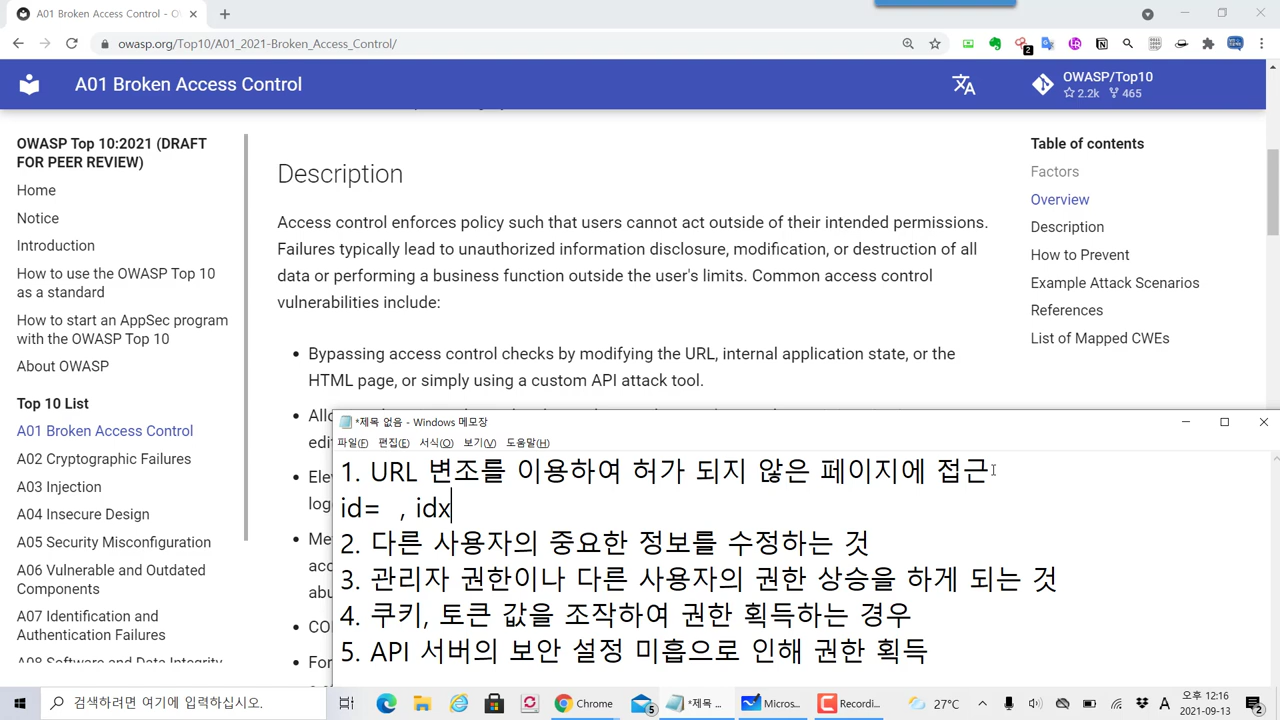 A01 Broken Access Control - O
owasp.org/Top10/A01_2021-Broken_Access_Control/
2
A01 Broken Access Control
OWASP/Top10
2.2k 465
OWASP Top 10:2021 (DRAFT
FOR PEER REVIEW)
Home
Notice
Introduction
How to use the OWASP Top 10
as a standard
How to start an AppSec program
with the OWASP Top 10
About OWASP
Top 10 List
A01 Broken Access Control
A02 Cryptographic Failures
A03 Injection
A04 Insecure Design
A05 Security Misconfiguration
A06 Vulnerable and Outdated
Components
A07 Identification and
Authentication Failures
A08 Software and Data Integrity
Description
Access control enforces policy such that users cannot act outside of their intended permissions.
Failures typically lead to unauthorized information disclosure, modification, or destruction of all
data or performing a business function outside the user's limits. Common access control
vulnerabilities include:
• Bypassing access control checks by modifying the URL, internal application state, or the
HTML page, or simply using a custom API attack tool.
Table of contents
Factors
Overview
Description
How to Prevent
Example Attack Scenarios
References
List of Mapped CWEs
*제목 없음 - Windows 메모장
파일(F) 편집(E) 서식(O) 보기(V) 도움말(H)
1. URL 변조를 이용하여 허가 되지 않은 페이지에 접근
id= , idx
2. 다른 사용자의 중요한 정보를 수정하는 것
3. 관리자 권한이나 다른 사용자의 권한 상승을 하게 되는 것
4. 쿠키, 토큰 값을 조작하여 권한 획득하는 경우
5. API 서버의 보안 설정 미흡으로 인해 권한 획득
검색하려면 여기에 입력하십시오.
Chrome
5
*제목 ...
Micros...
Recordi...
27°C
A
오후 12:16
2021-09-13
2